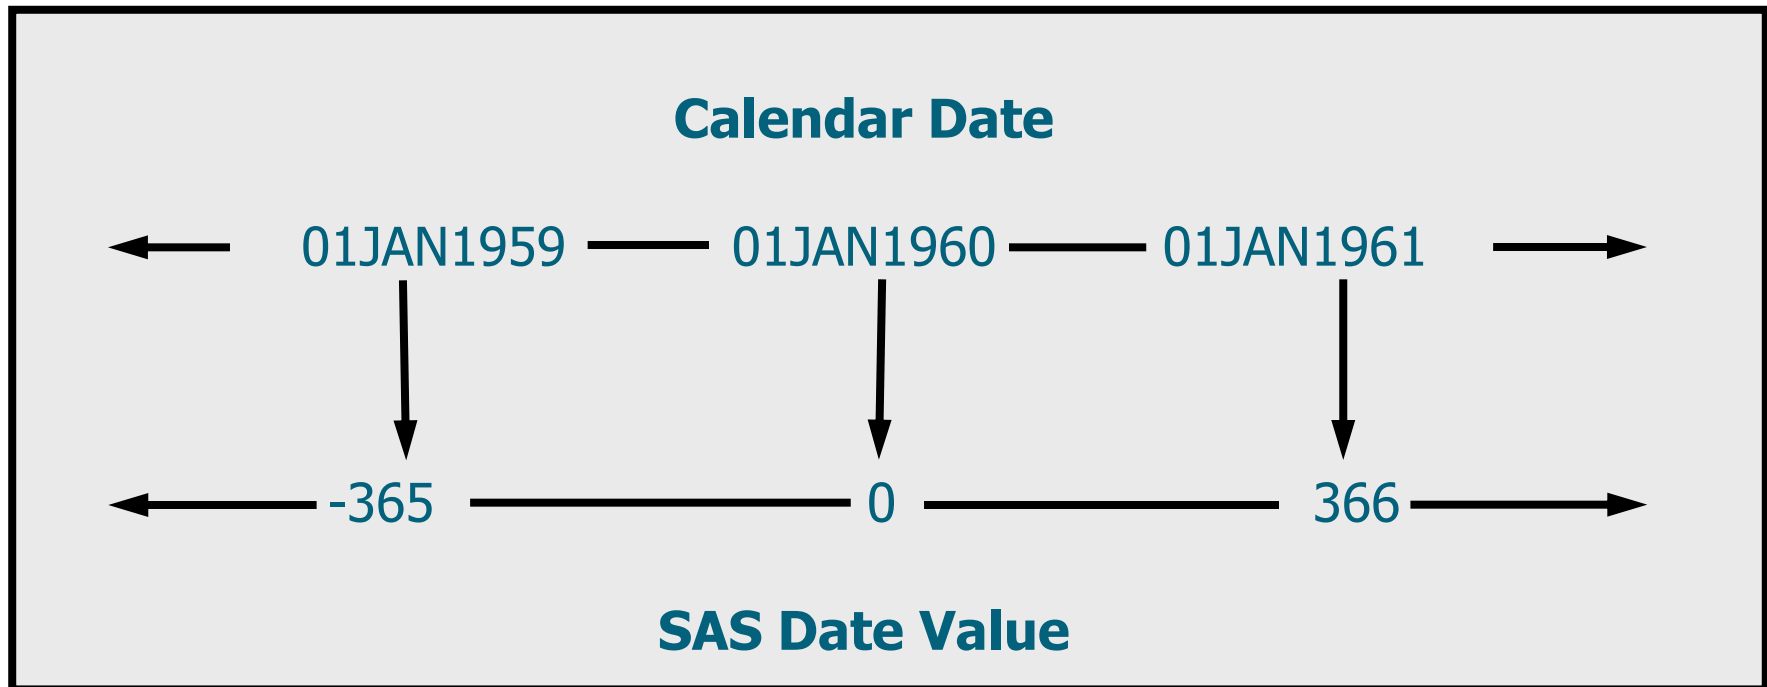 Calendar Date
01JAN1959 01JAN1960 01JAN1961
-365 0 366
SAS Date Value